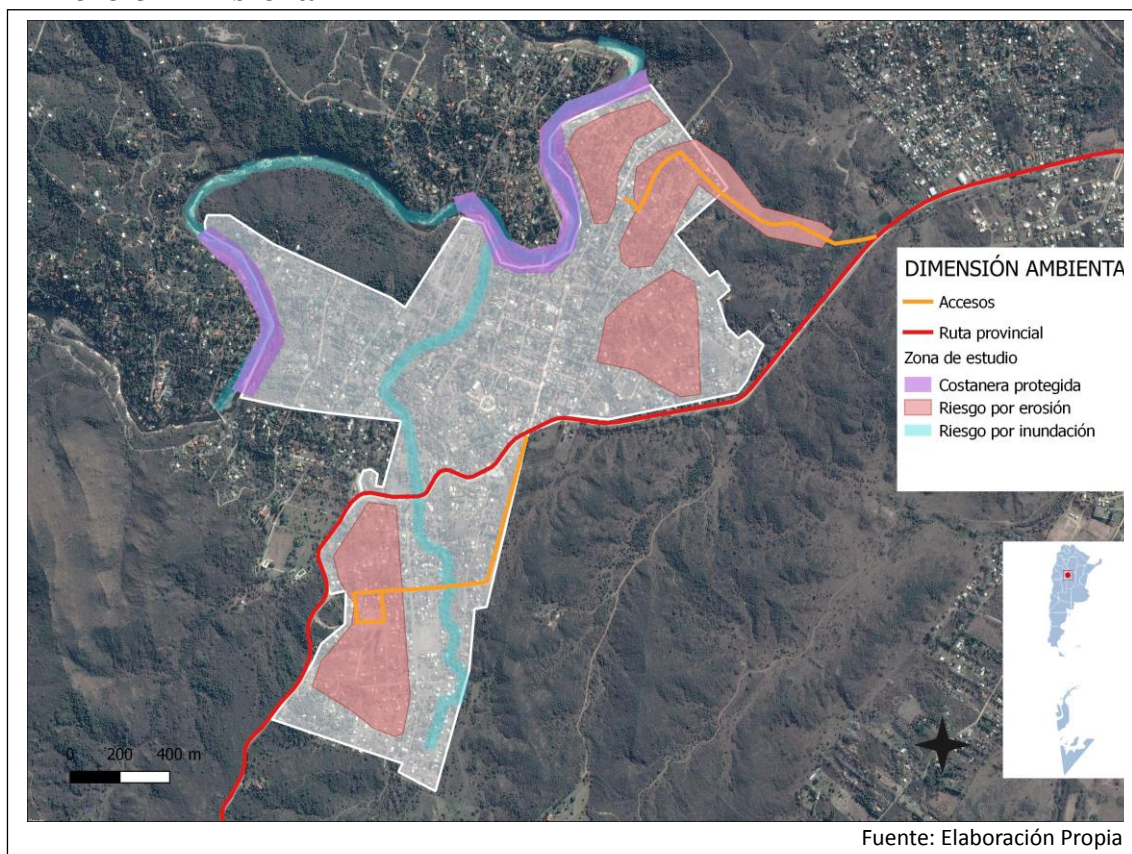 DIMENSIÓN AMBIENTA
Accesos
Ruta provincial
Zona de estudio
Costanera protegida
Riesgo por erosión
Riesgo por inundación
0 200 400 m
Fuente: Elaboración Propia